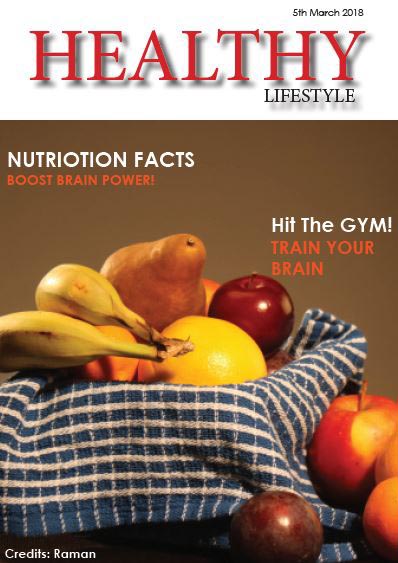 5th March 2018
HEALTHY
LIFESTYLE
NUTRIOTION FACTS
BOOST BRAIN POWER!
Hit The GYM!
TRAIN YOUR
BRAIN
Credits: Raman